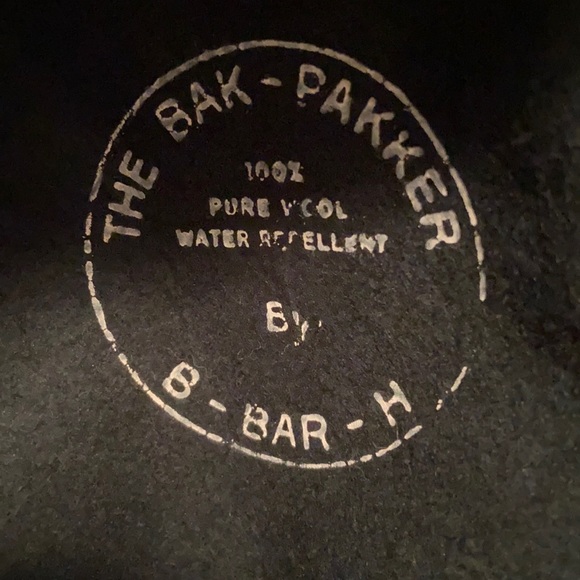 THE BAK-PAKKER
100%
PURE WOOL
WATER REPELLENT
By
B-BAR-H